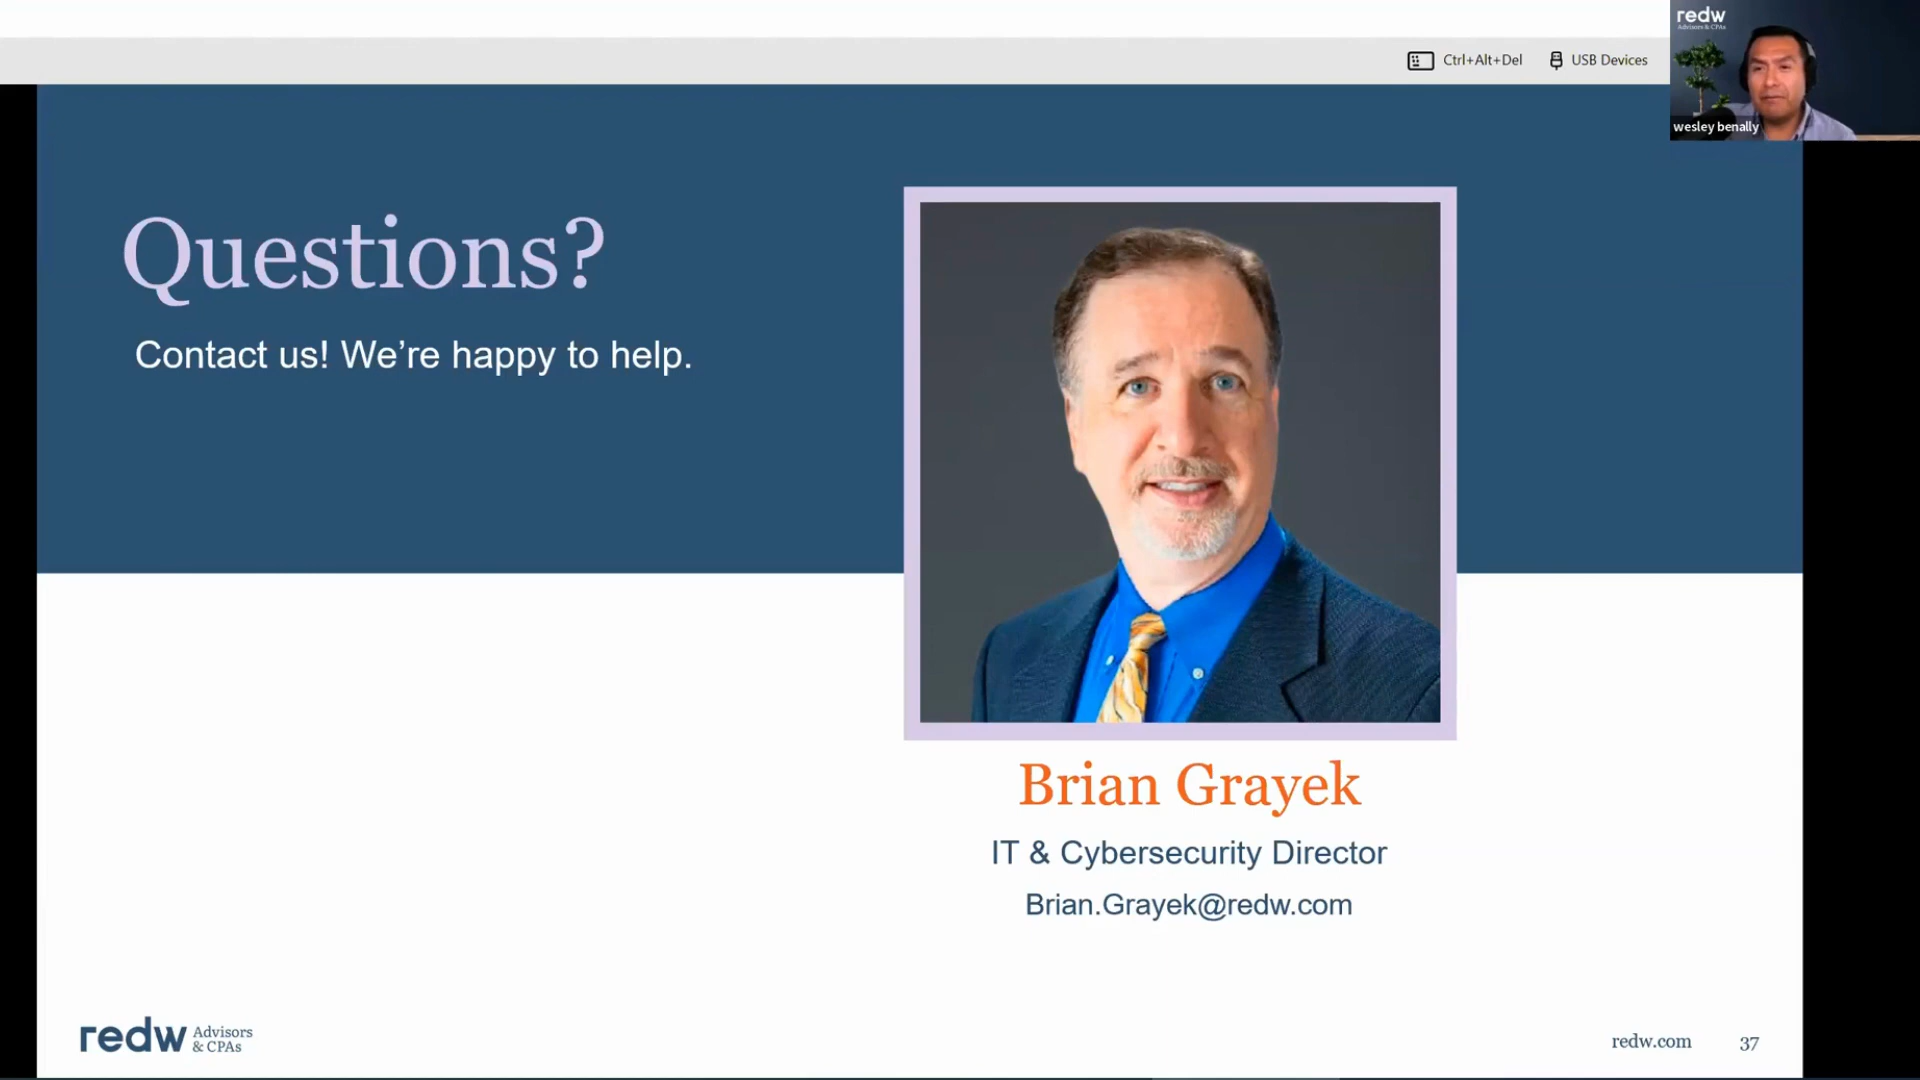 Ctrl+Alt+Del
USB Devices
redw
Advisors & CPAs
wesley benally
Questions?
Contact us! We’re happy to help.
Brian Grayek
IT & Cybersecurity Director
Brian.Grayek@redw.com
redw
Advisors
& CPAs
redw.com
37